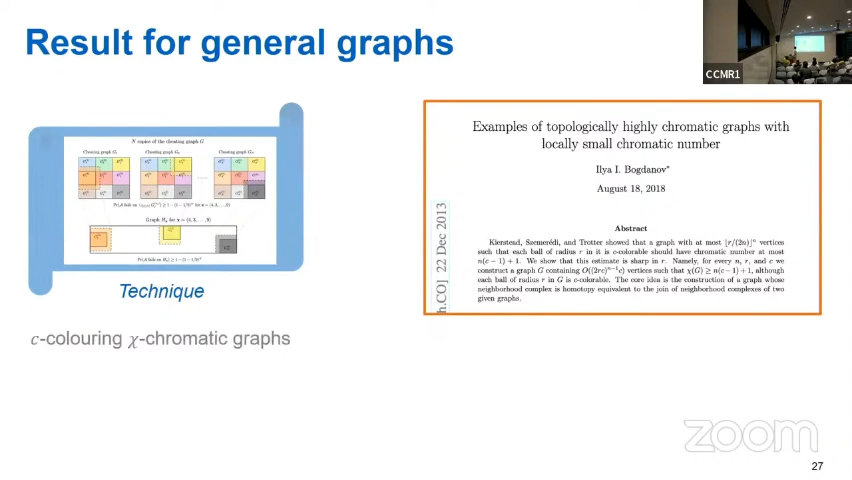 Result for general graphs
CCMR1
N copies of the cheating graph G
Technique
c-colouring χ-chromatic graphs
Examples of topologically highly chromatic graphs with
locally small chromatic number
Ilya I. Bogdanov*
August 18, 2018
Abstract
Kierstead, Szemerédi, and Trotter showed that a graph with at most ⌊r/(2n)⌋ⁿ vertices
such that each ball of radius r in it is c-colorable should have chromatic number at most
n(c − 1) + 1. We show that this estimate is sharp in r. Namely, for every n, r, and c we
construct a graph G containing O((2rc)ⁿ⁻¹c) vertices such that χ(G) ≥ n(c−1)+1, although
each ball of radius r in G is c-colorable. The core idea is the construction of a graph whose
neighborhood complex is homotopy equivalent to the join of neighborhood complexes of two
given graphs.
h.CO] 22 Dec 2013
zoom
27